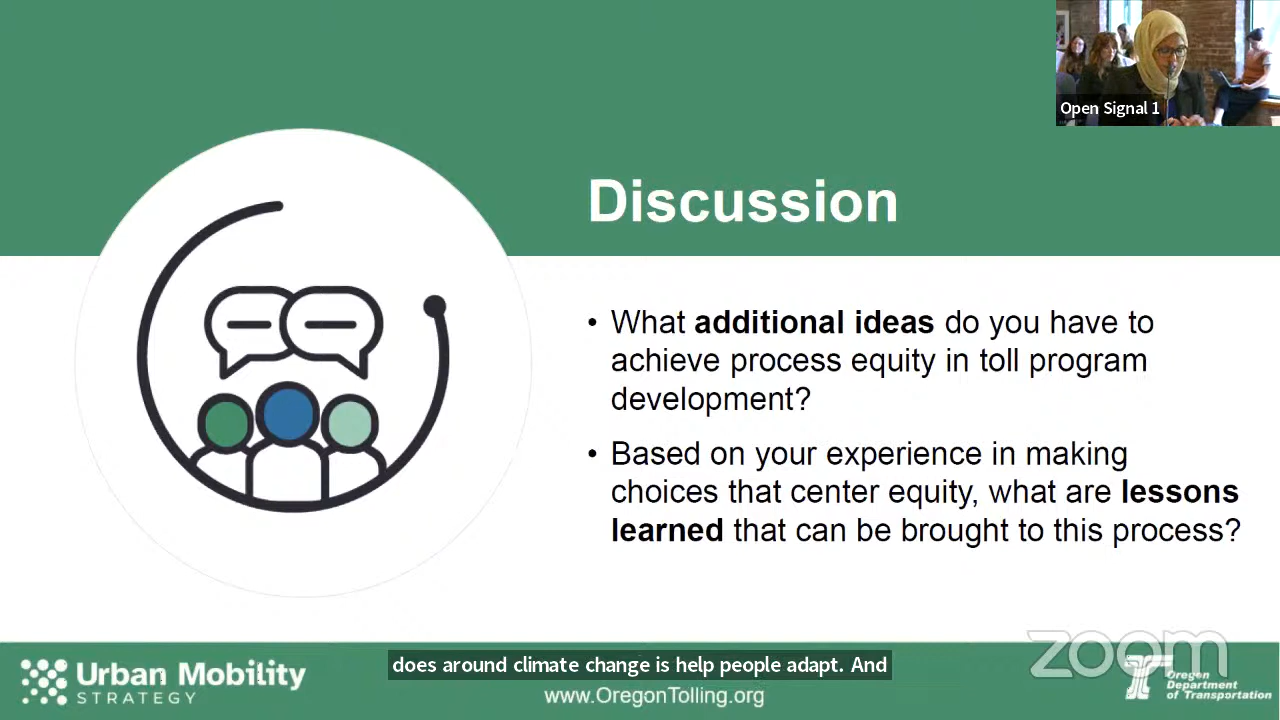 Open Signal 1
Discussion
• What additional ideas do you have to
achieve process equity in toll program
development?
• Based on your experience in making
choices that center equity, what are lessons
learned that can be brought to this process?
zoom
Urban Mobility
STRATEGY
does around climate change is help people adapt. And
www.OregonTolling.org
Oregon
Department
of Transportation